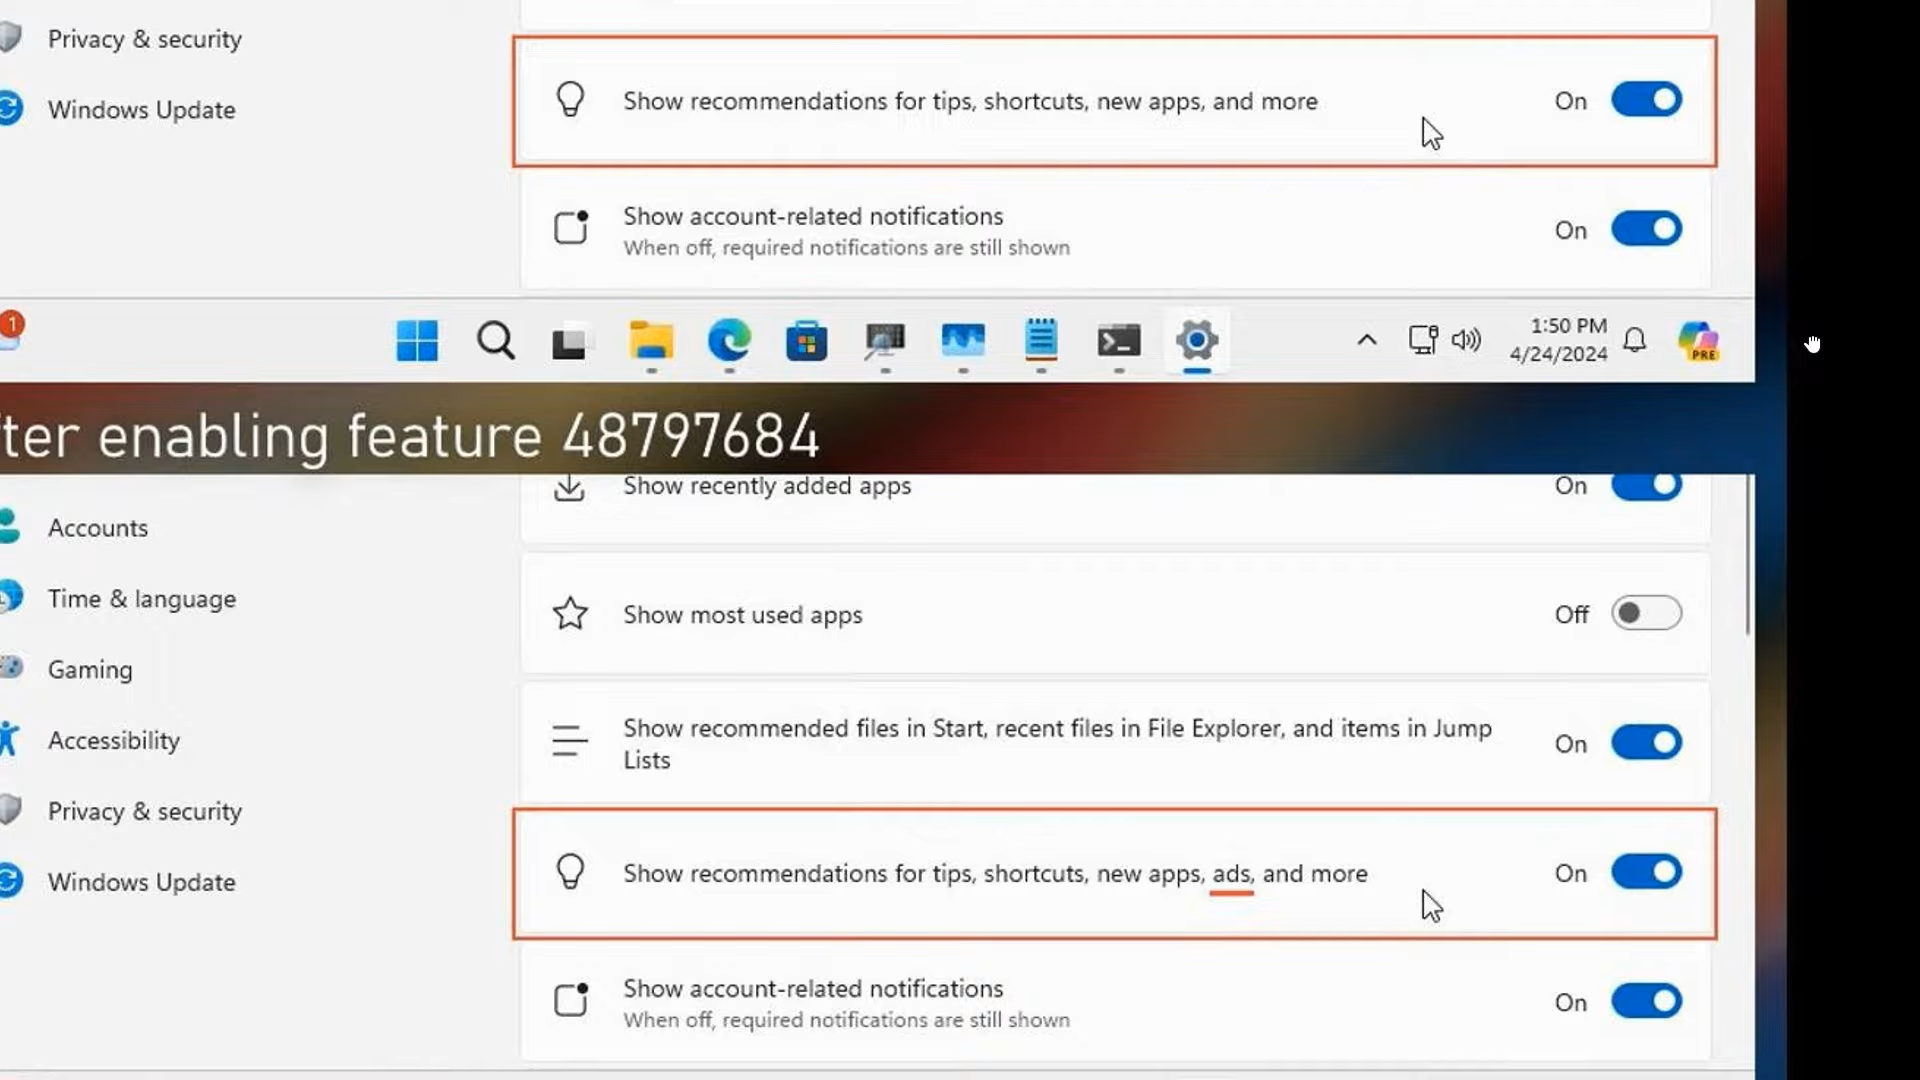 Privacy & security
Windows Update
Show recommendations for tips, shortcuts, new apps, and more
On
Show account-related notifications
When off, required notifications are still shown
On
1
1:50 PM
4/24/2024
PRE
enabling feature 48797684
Show recently added apps
On
Accounts
Time & language
Gaming
Accessibility
Privacy & security
Windows Update
Show most used apps
Off
Show recommended files in Start, recent files in File Explorer, and items in Jump
Lists
On
Show recommendations for tips, shortcuts, new apps, ads, and more
On
Show account-related notifications
When off, required notifications are still shown
On